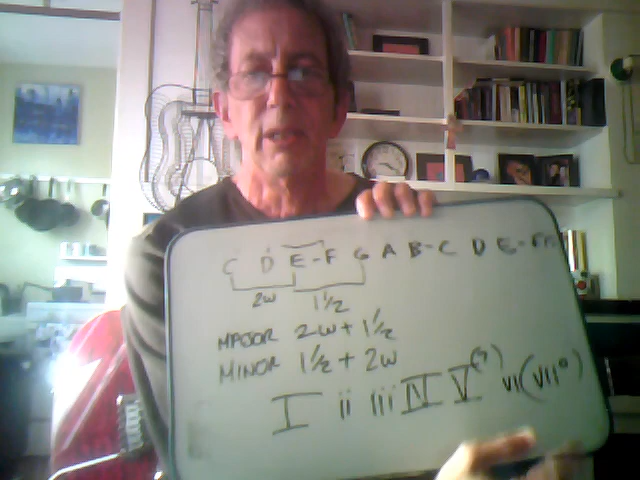 C D E-F G A B-C D E-F
2W 1½
MAJOR 2W + 1½
MINOR 1½ + 2W
I ii iii IV V(7) vi (VII°)